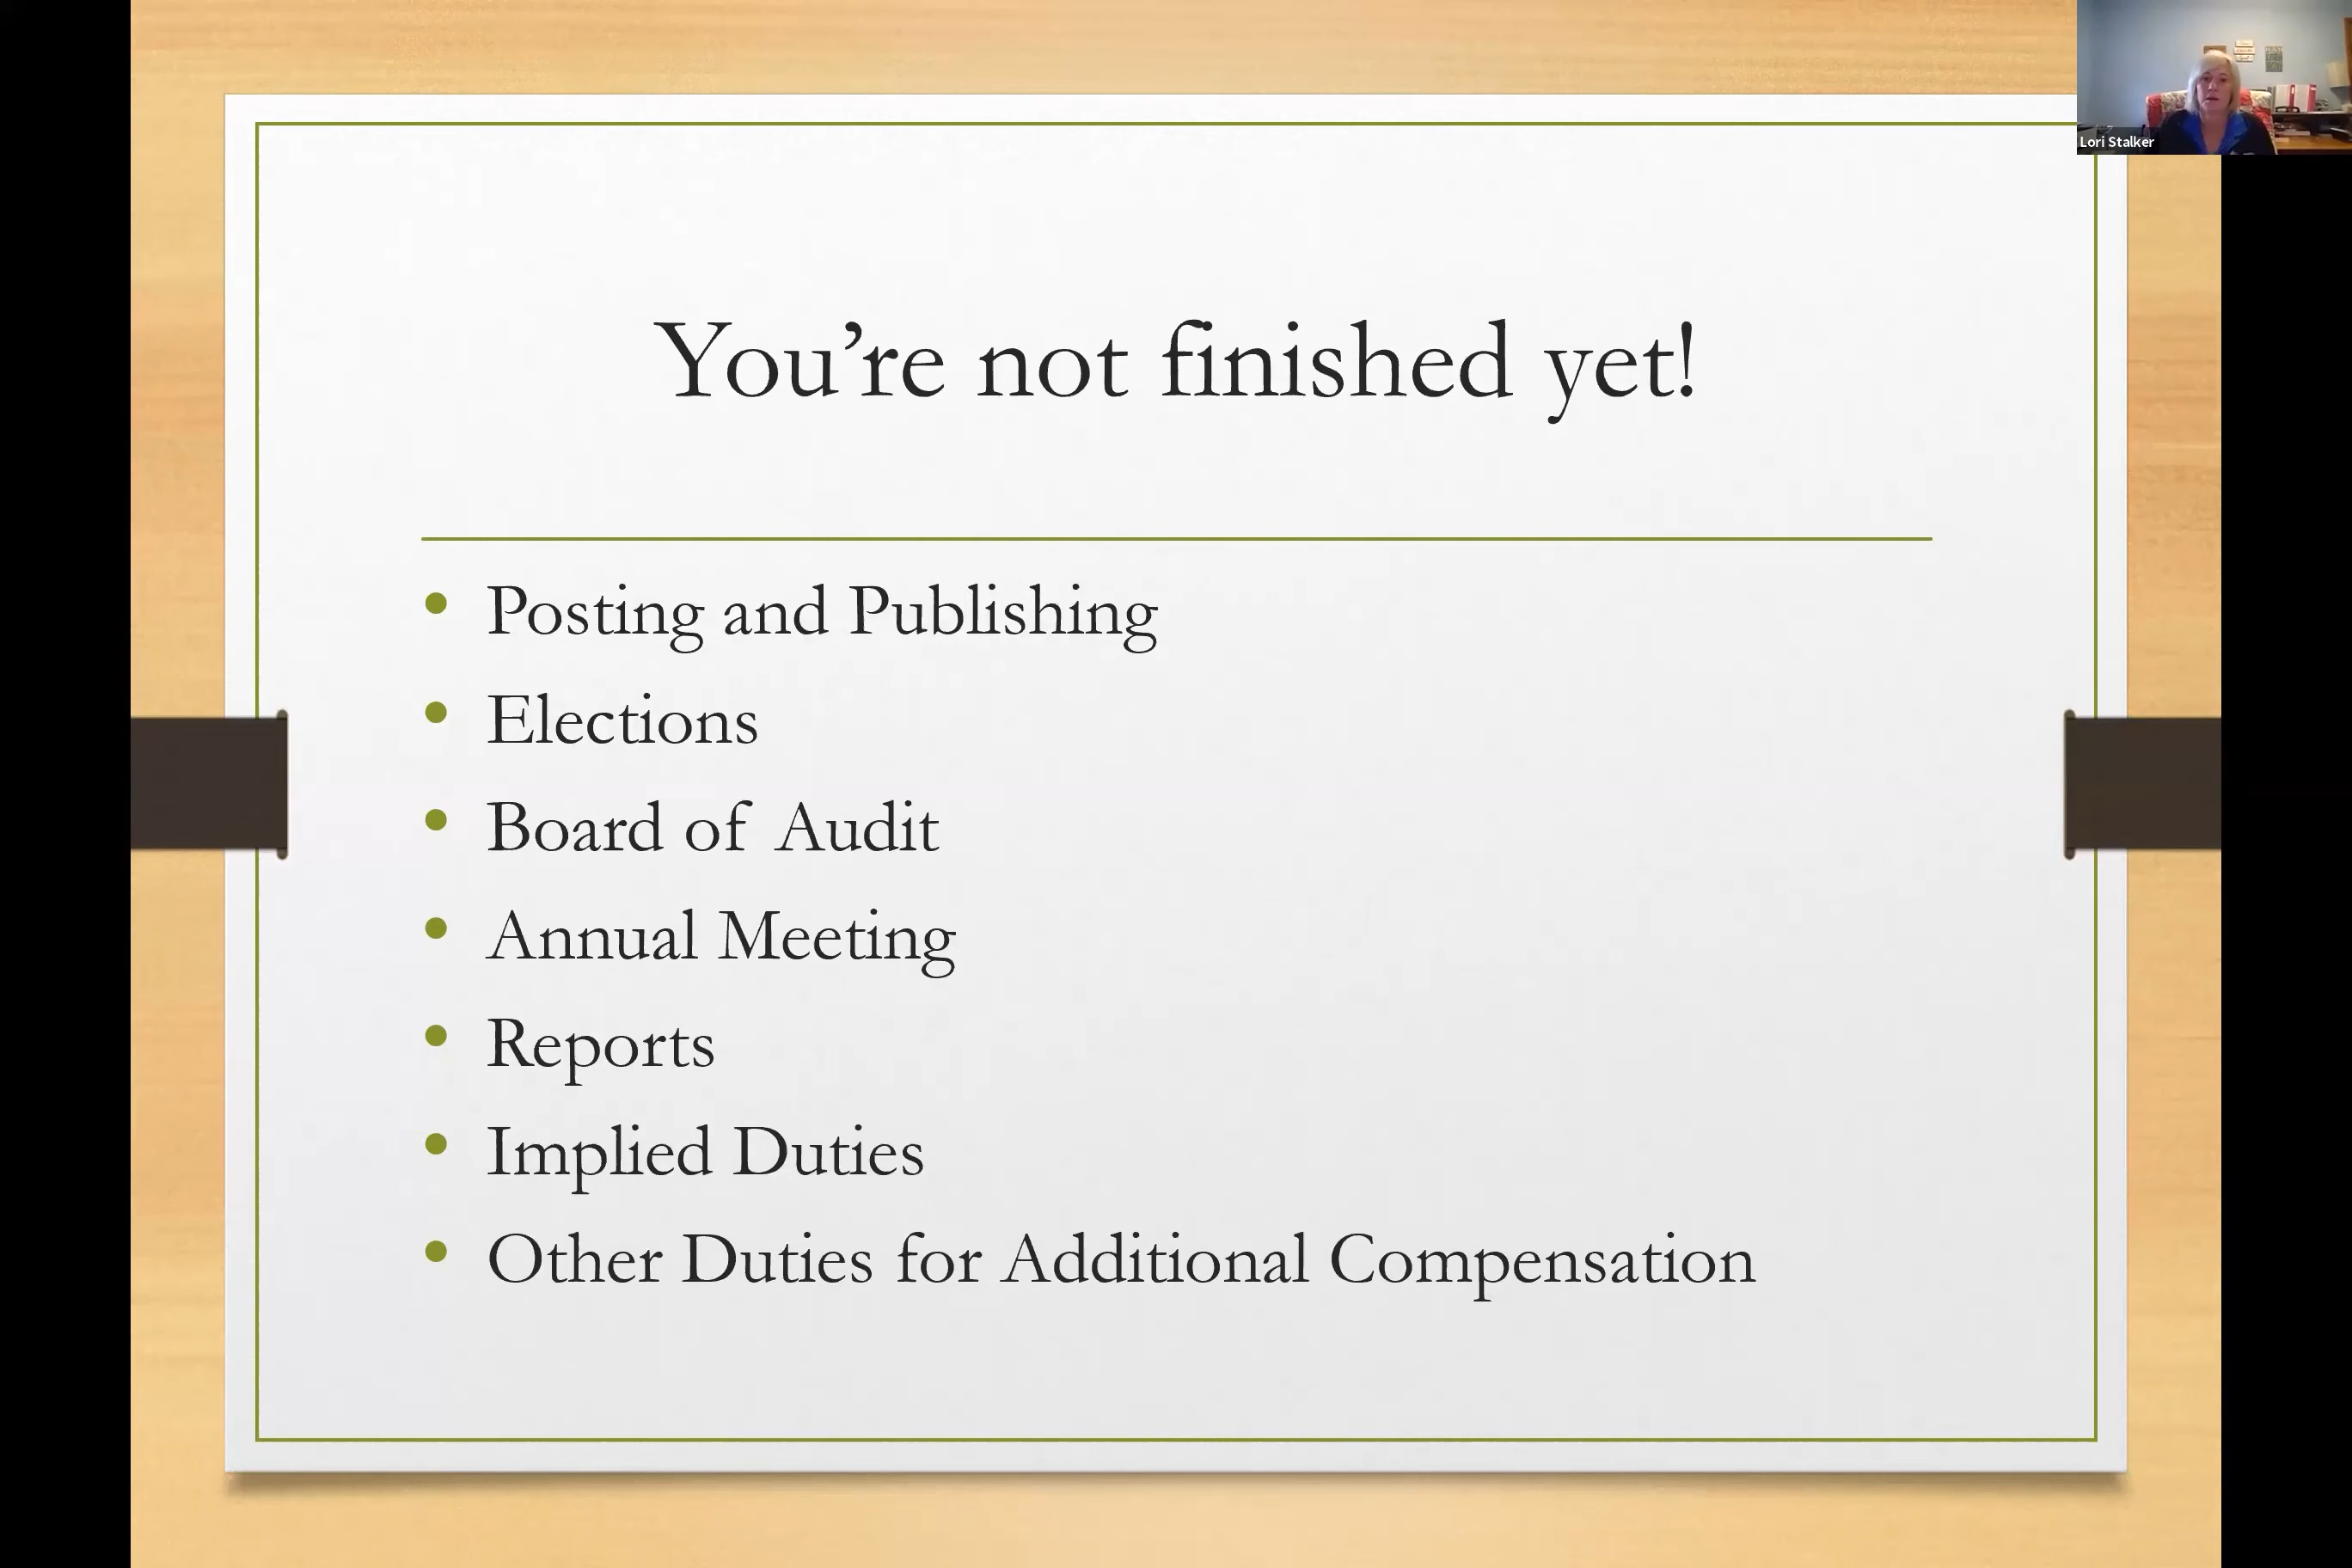 Lori Stalker
You’re not finished yet!
• Posting and Publishing
• Elections
• Board of Audit
• Annual Meeting
• Reports
• Implied Duties
• Other Duties for Additional Compensation